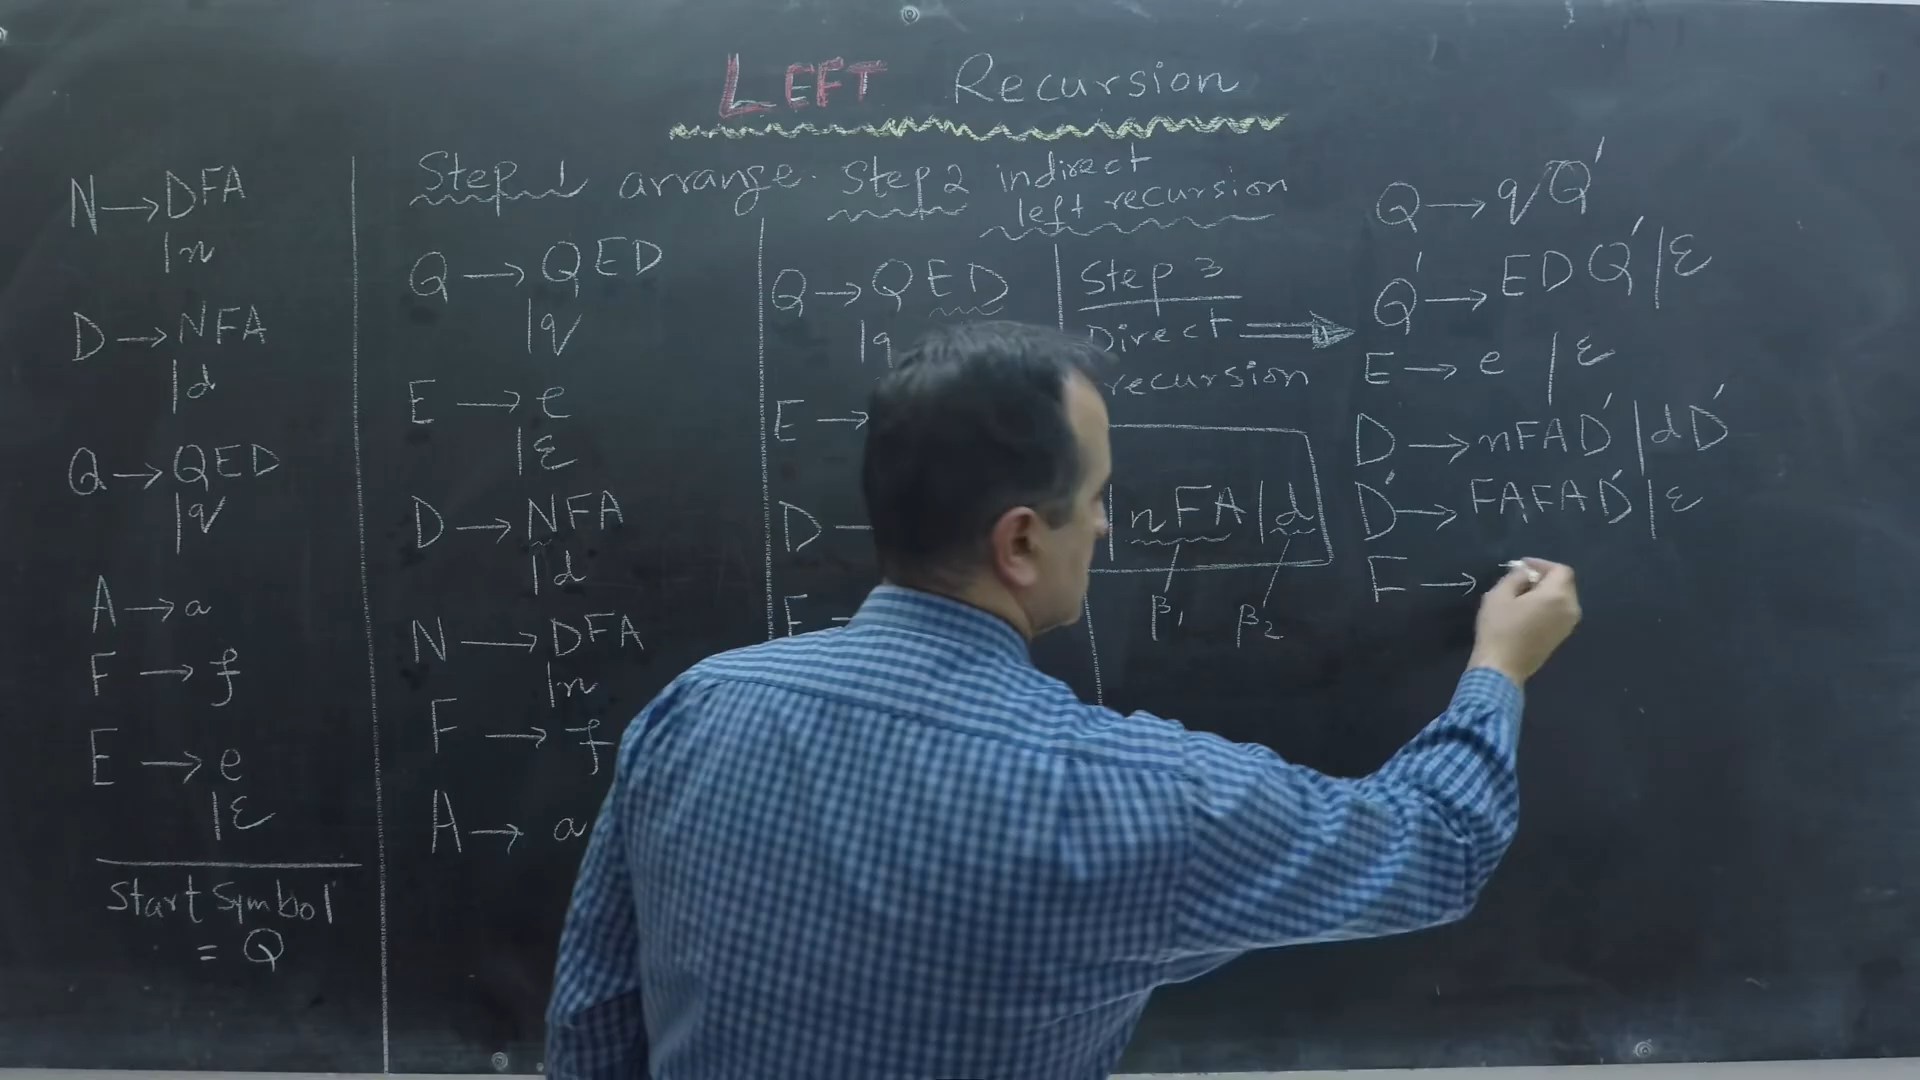 LEFT Recursion
N → DFA
| n
D → NFA
| d
Q → QED
| q
A → a
F → f
E → e
| ε
Start Symbol
= Q
Step 1 arrange.
Q → QED
| q
E → e
| ε
D → NFA
| d
N → DFA
| n
F → f
A → a
Step 2 indirect
left recursion
Q → QED
| q
E →
D
| nFA | d
β1 β2
F
Step 3
Direct ⇒
recursion
Q → qQ'
Q' → EDQ' | ε
E → e | ε
D → nFAD' | dD'
D' → FAFAD' | ε
F →